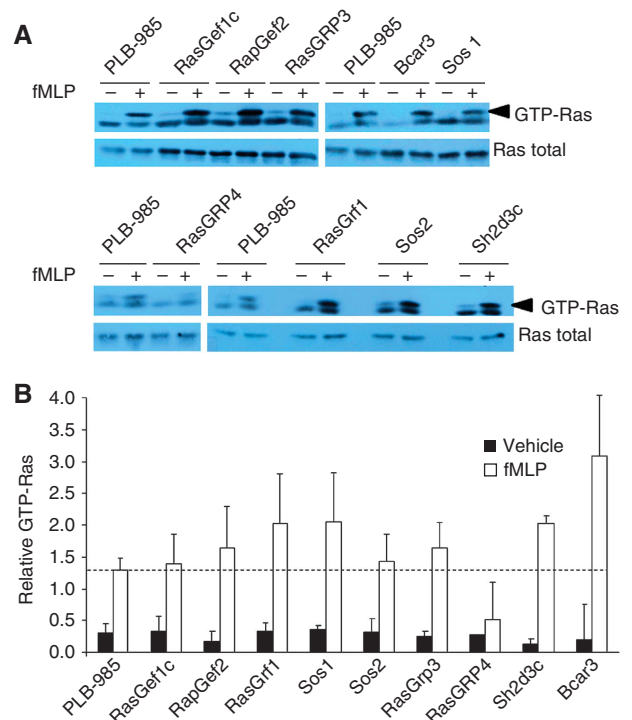 A
PLB-985 RasGef1c RapGef2 RasGRP3 PLB-985 Bcar3 Sos 1
fMLP – + – + – + – + – + – + – +
GTP-Ras
Ras total
PLB-985 RasGRP4 PLB-985 RasGrf1 Sos2 Sh2d3c
fMLP – + – + – + – + – + – +
GTP-Ras
Ras total
B
Relative GTP-Ras
4.0
3.5
3.0
2.5
2.0
1.5
1.0
0.5
0.0
Vehicle
fMLP
PLB-985 RasGef1c RapGef2 RasGrf1 Sos1 Sos2 RasGrp3 RasGRP4 Sh2d3c Bcar3